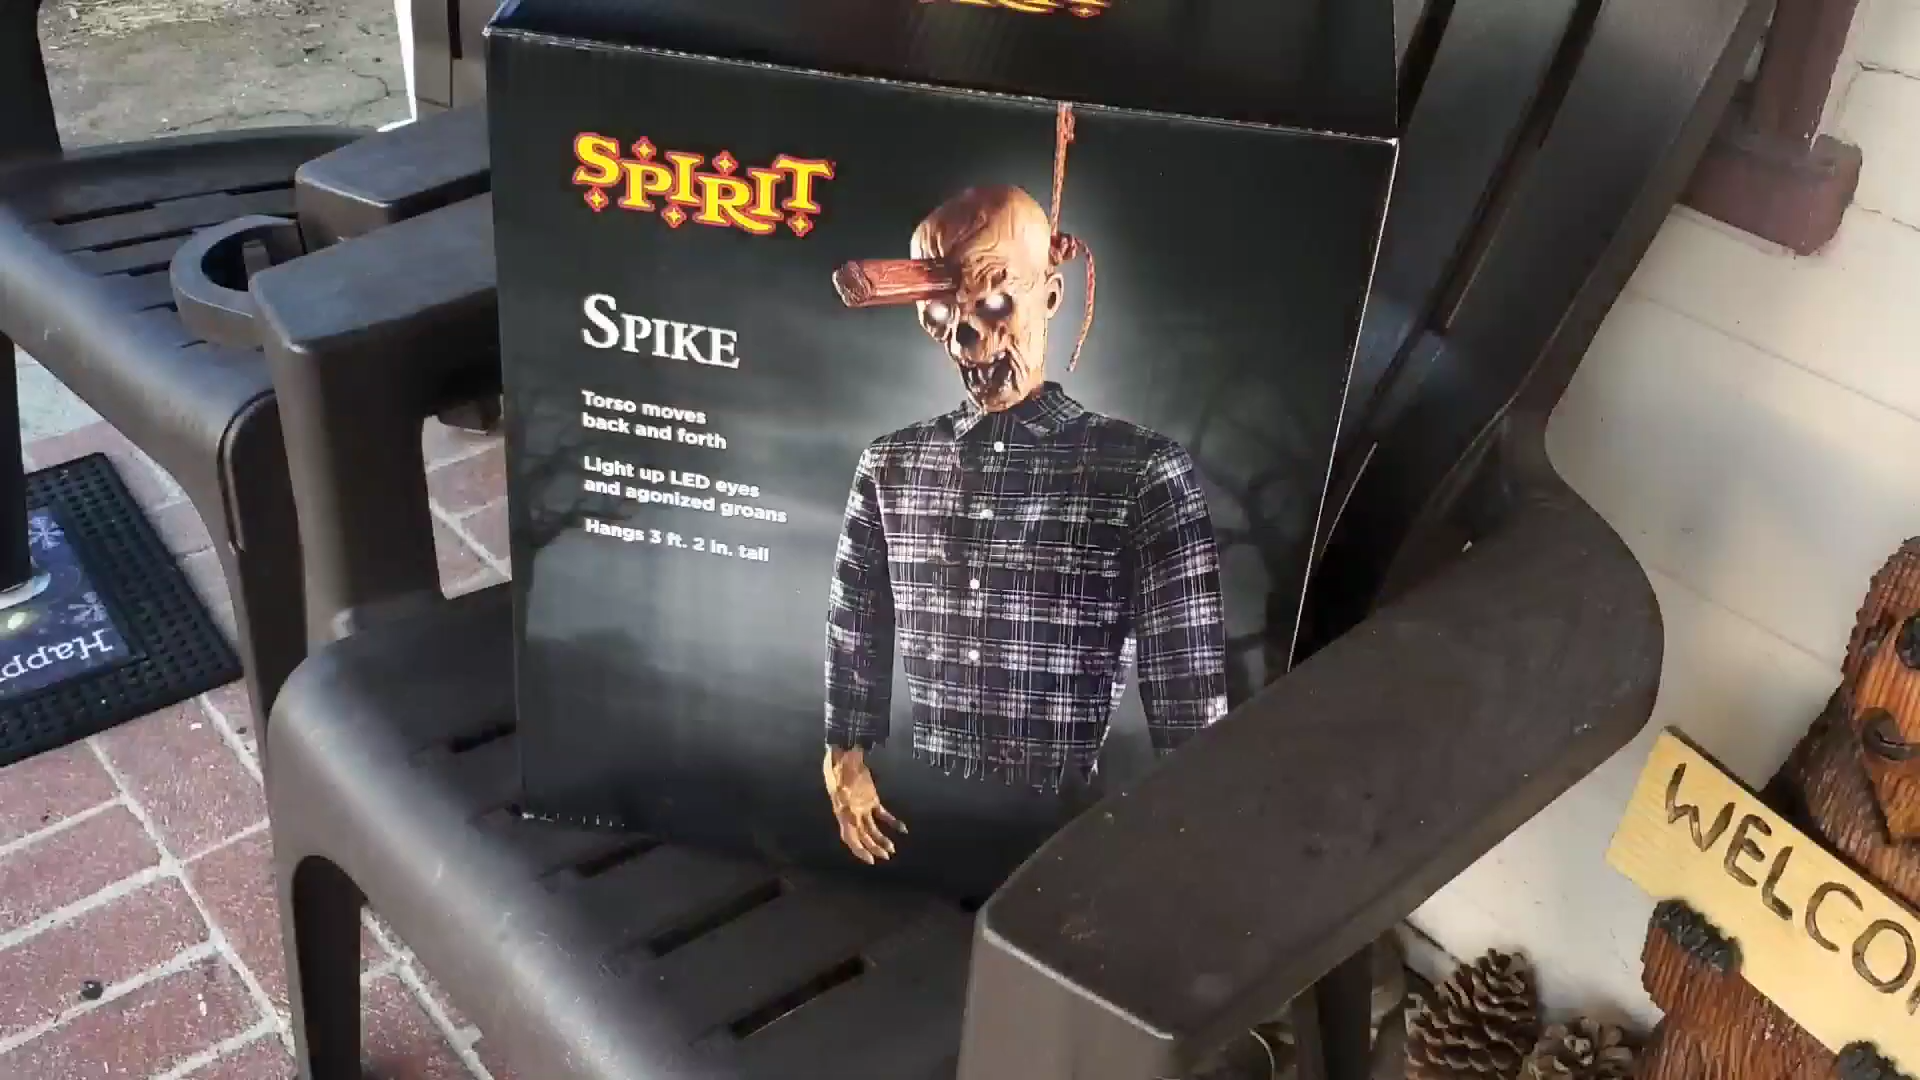 SPIRIT
SPIKE
Torso moves
back and forth
Light up LED eyes
and agonized groans
Hangs 3 ft. 2 in. tall
Happ
WELCO